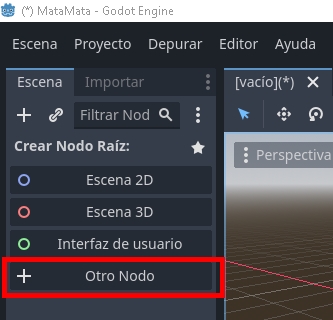 (*) MataMata - Godot Engine
Escena Proyecto Depurar Editor Ayuda
Escena Importar [vacío](*)
Filtrar Nod
Crear Nodo Raíz:
Perspectiva
Escena 2D
Escena 3D
Interfaz de usuario
Otro Nodo